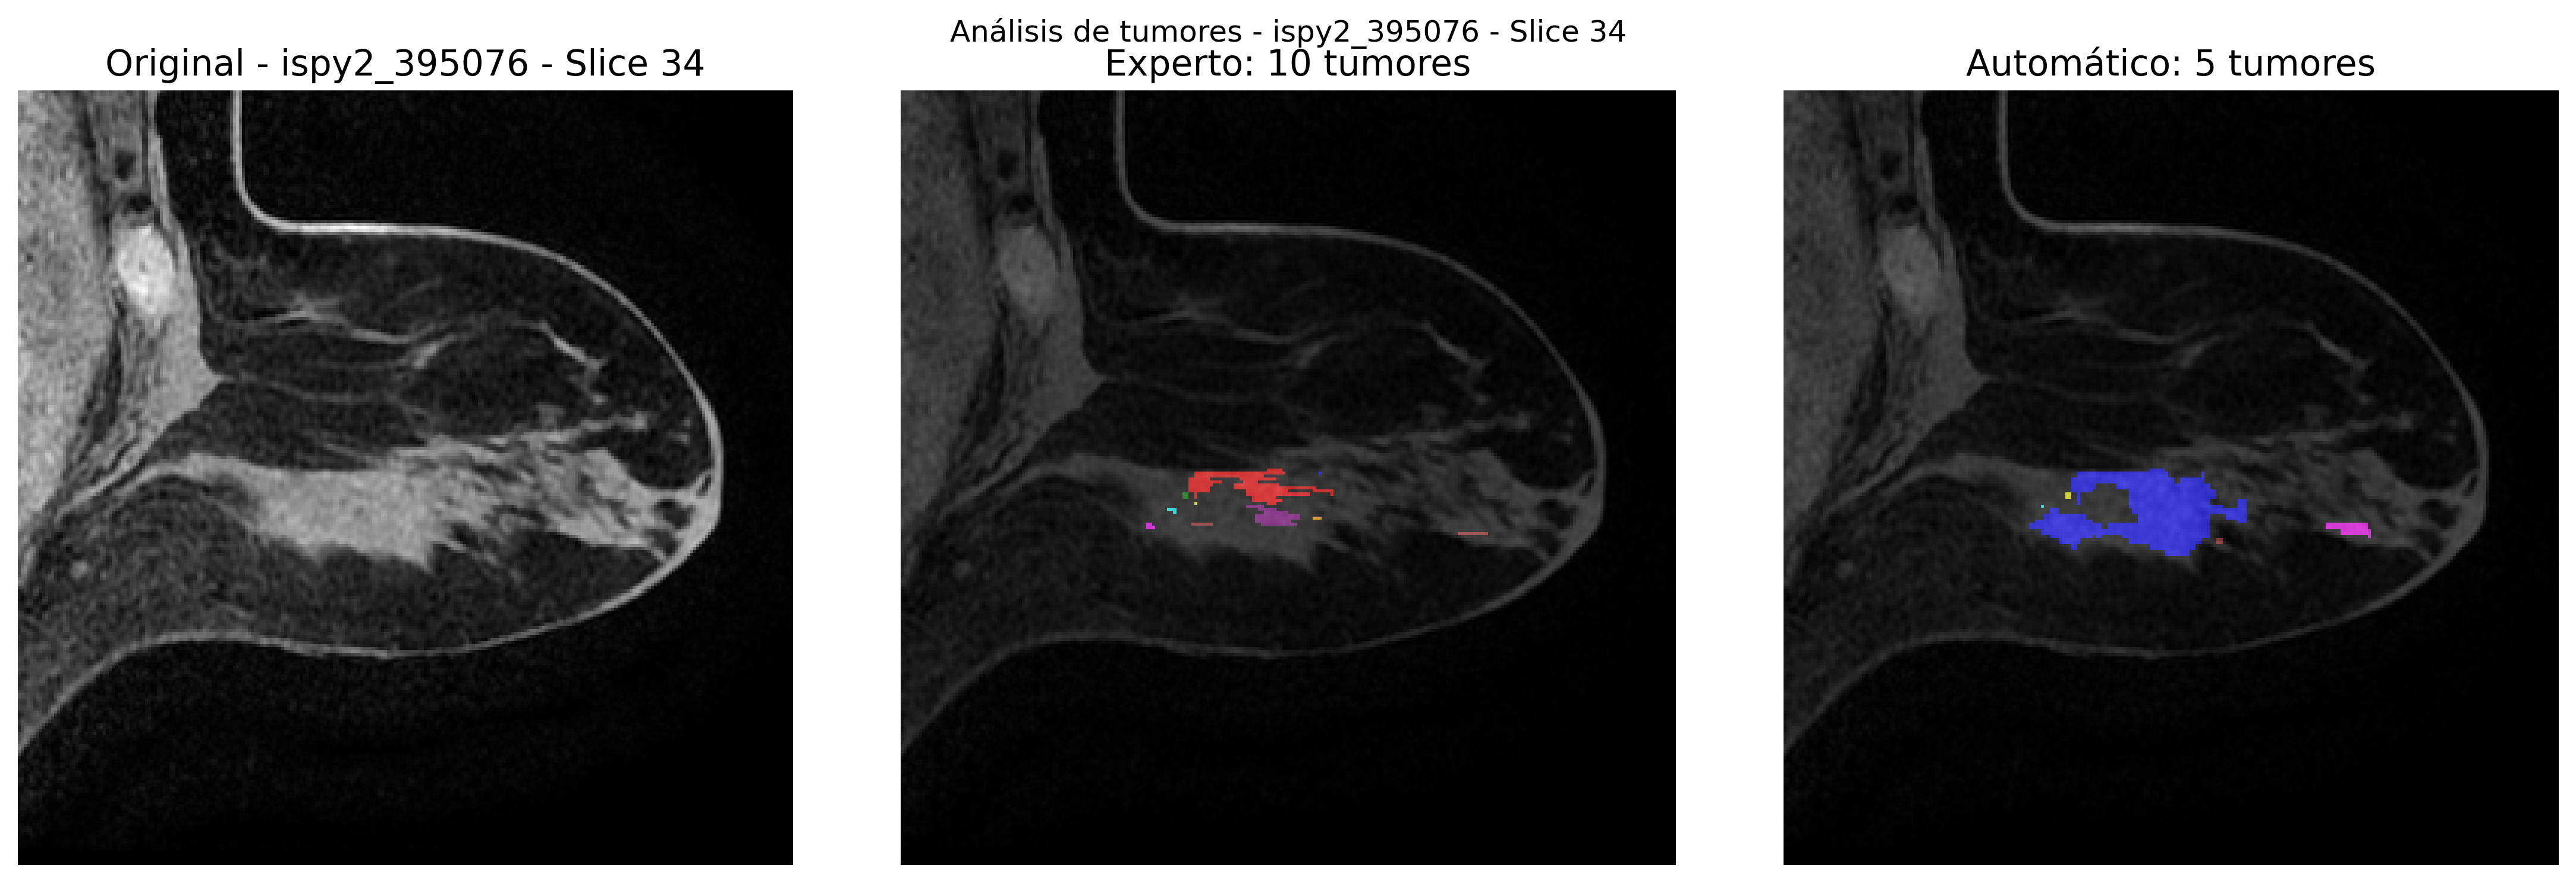 Análisis de tumores - ispy2_395076 - Slice 34
Original - ispy2_395076 - Slice 34
Experto: 10 tumores
Automático: 5 tumores